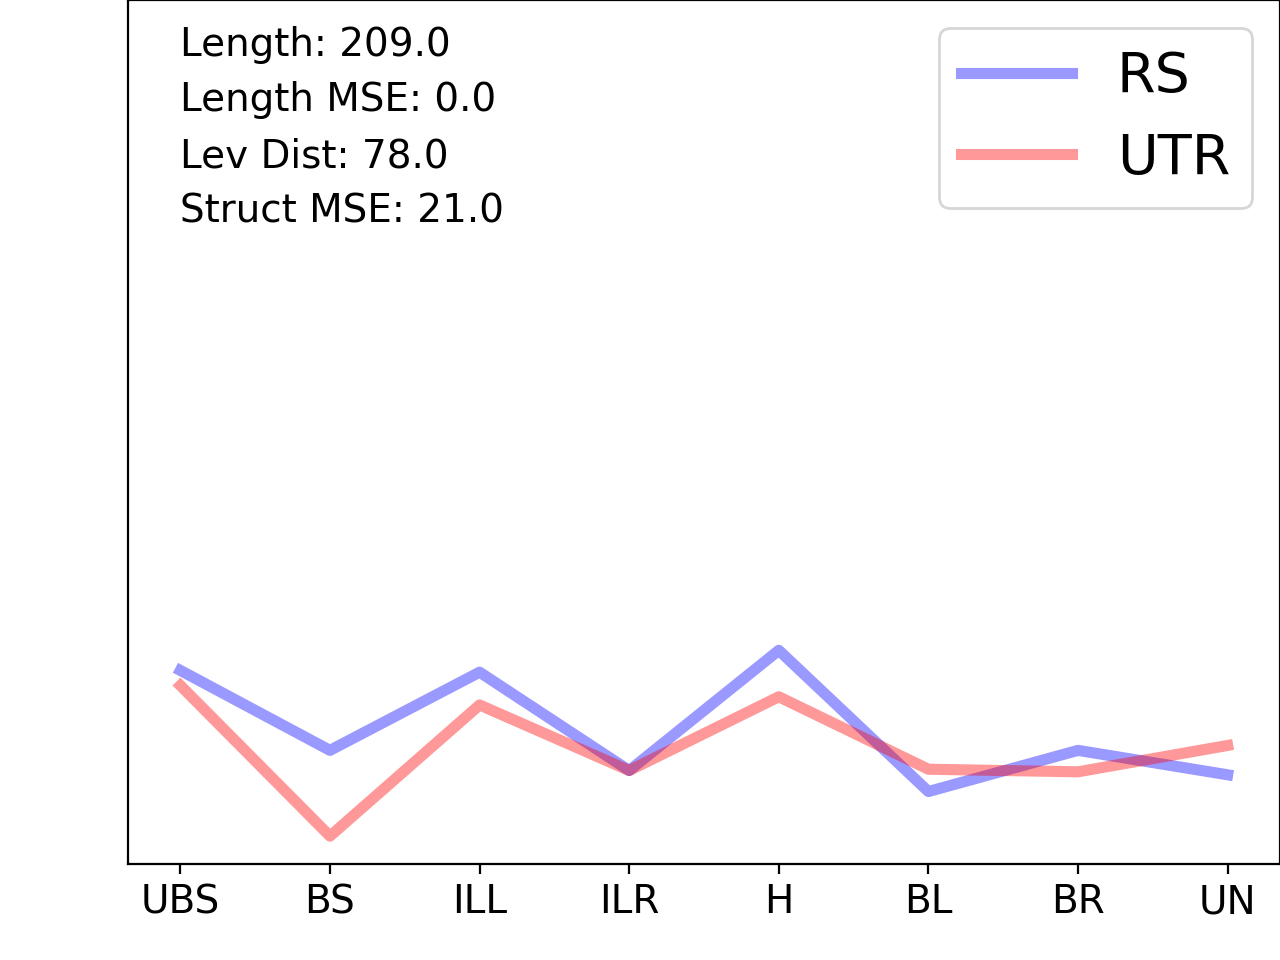 Length: 209.0
Length MSE: 0.0
Lev Dist: 78.0
Struct MSE: 21.0
RS
UTR
UBS BS ILL ILR H BL BR UN